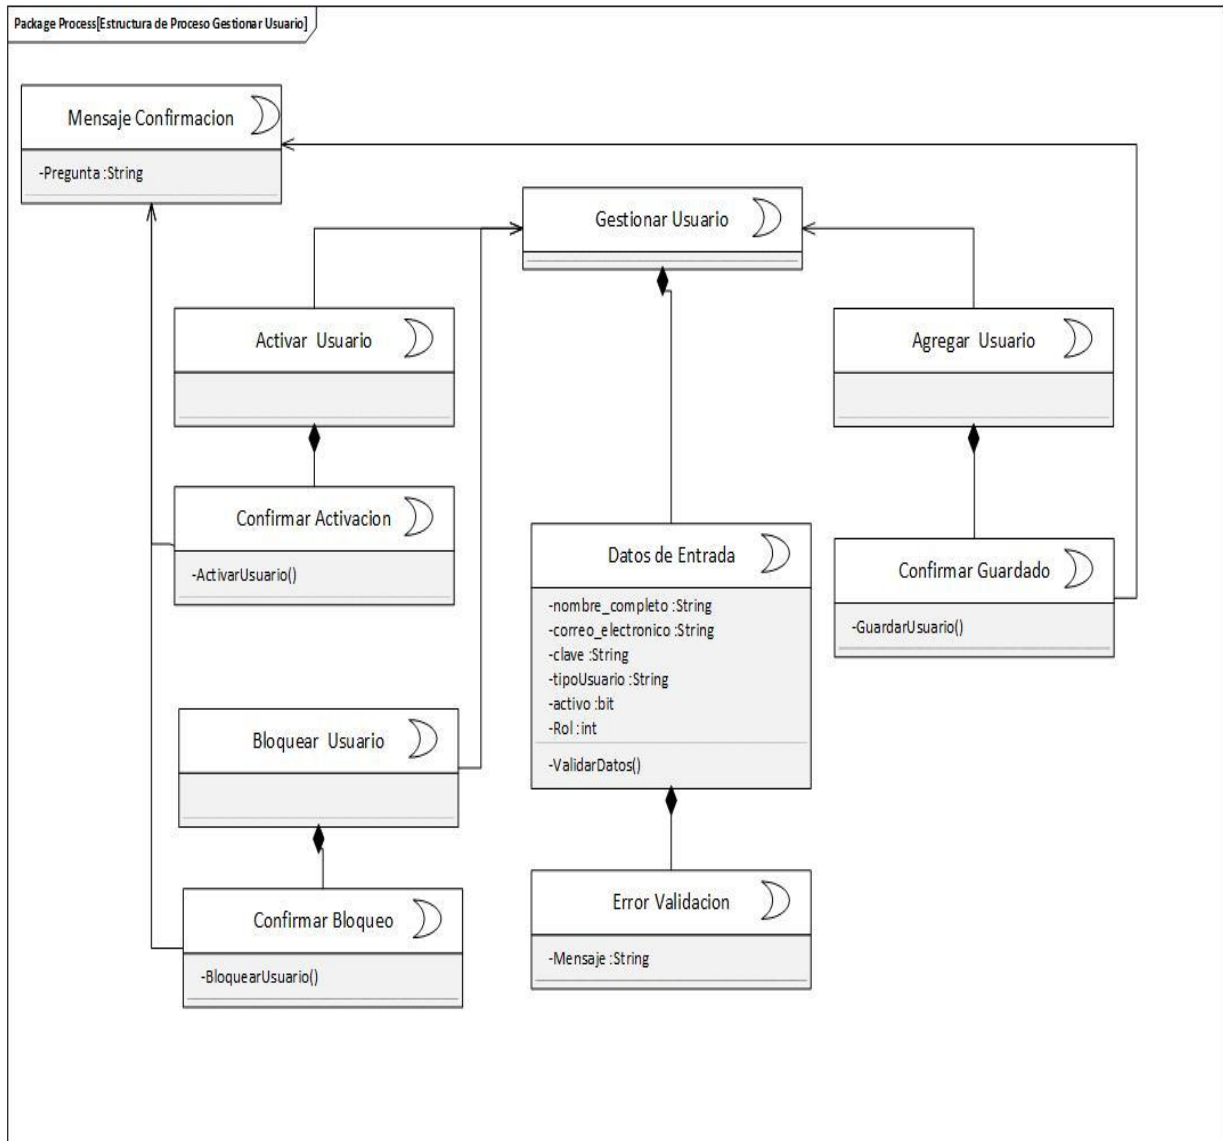 Package Process[Estructura de Proceso Gestionar Usuario]
Mensaje Confirmacion
-Pregunta :String
Gestionar Usuario
Activar Usuario
Agregar Usuario
Confirmar Activacion
-ActivarUsuario()
Datos de Entrada
-nombre_completo :String
-correo_electronico :String
-clave :String
-tipoUsuario :String
-activo :bit
-Rol :int
-ValidarDatos()
Confirmar Guardado
-GuardarUsuario()
Bloquear Usuario
Confirmar Bloqueo
-BloquearUsuario()
Error Validacion
-Mensaje :String